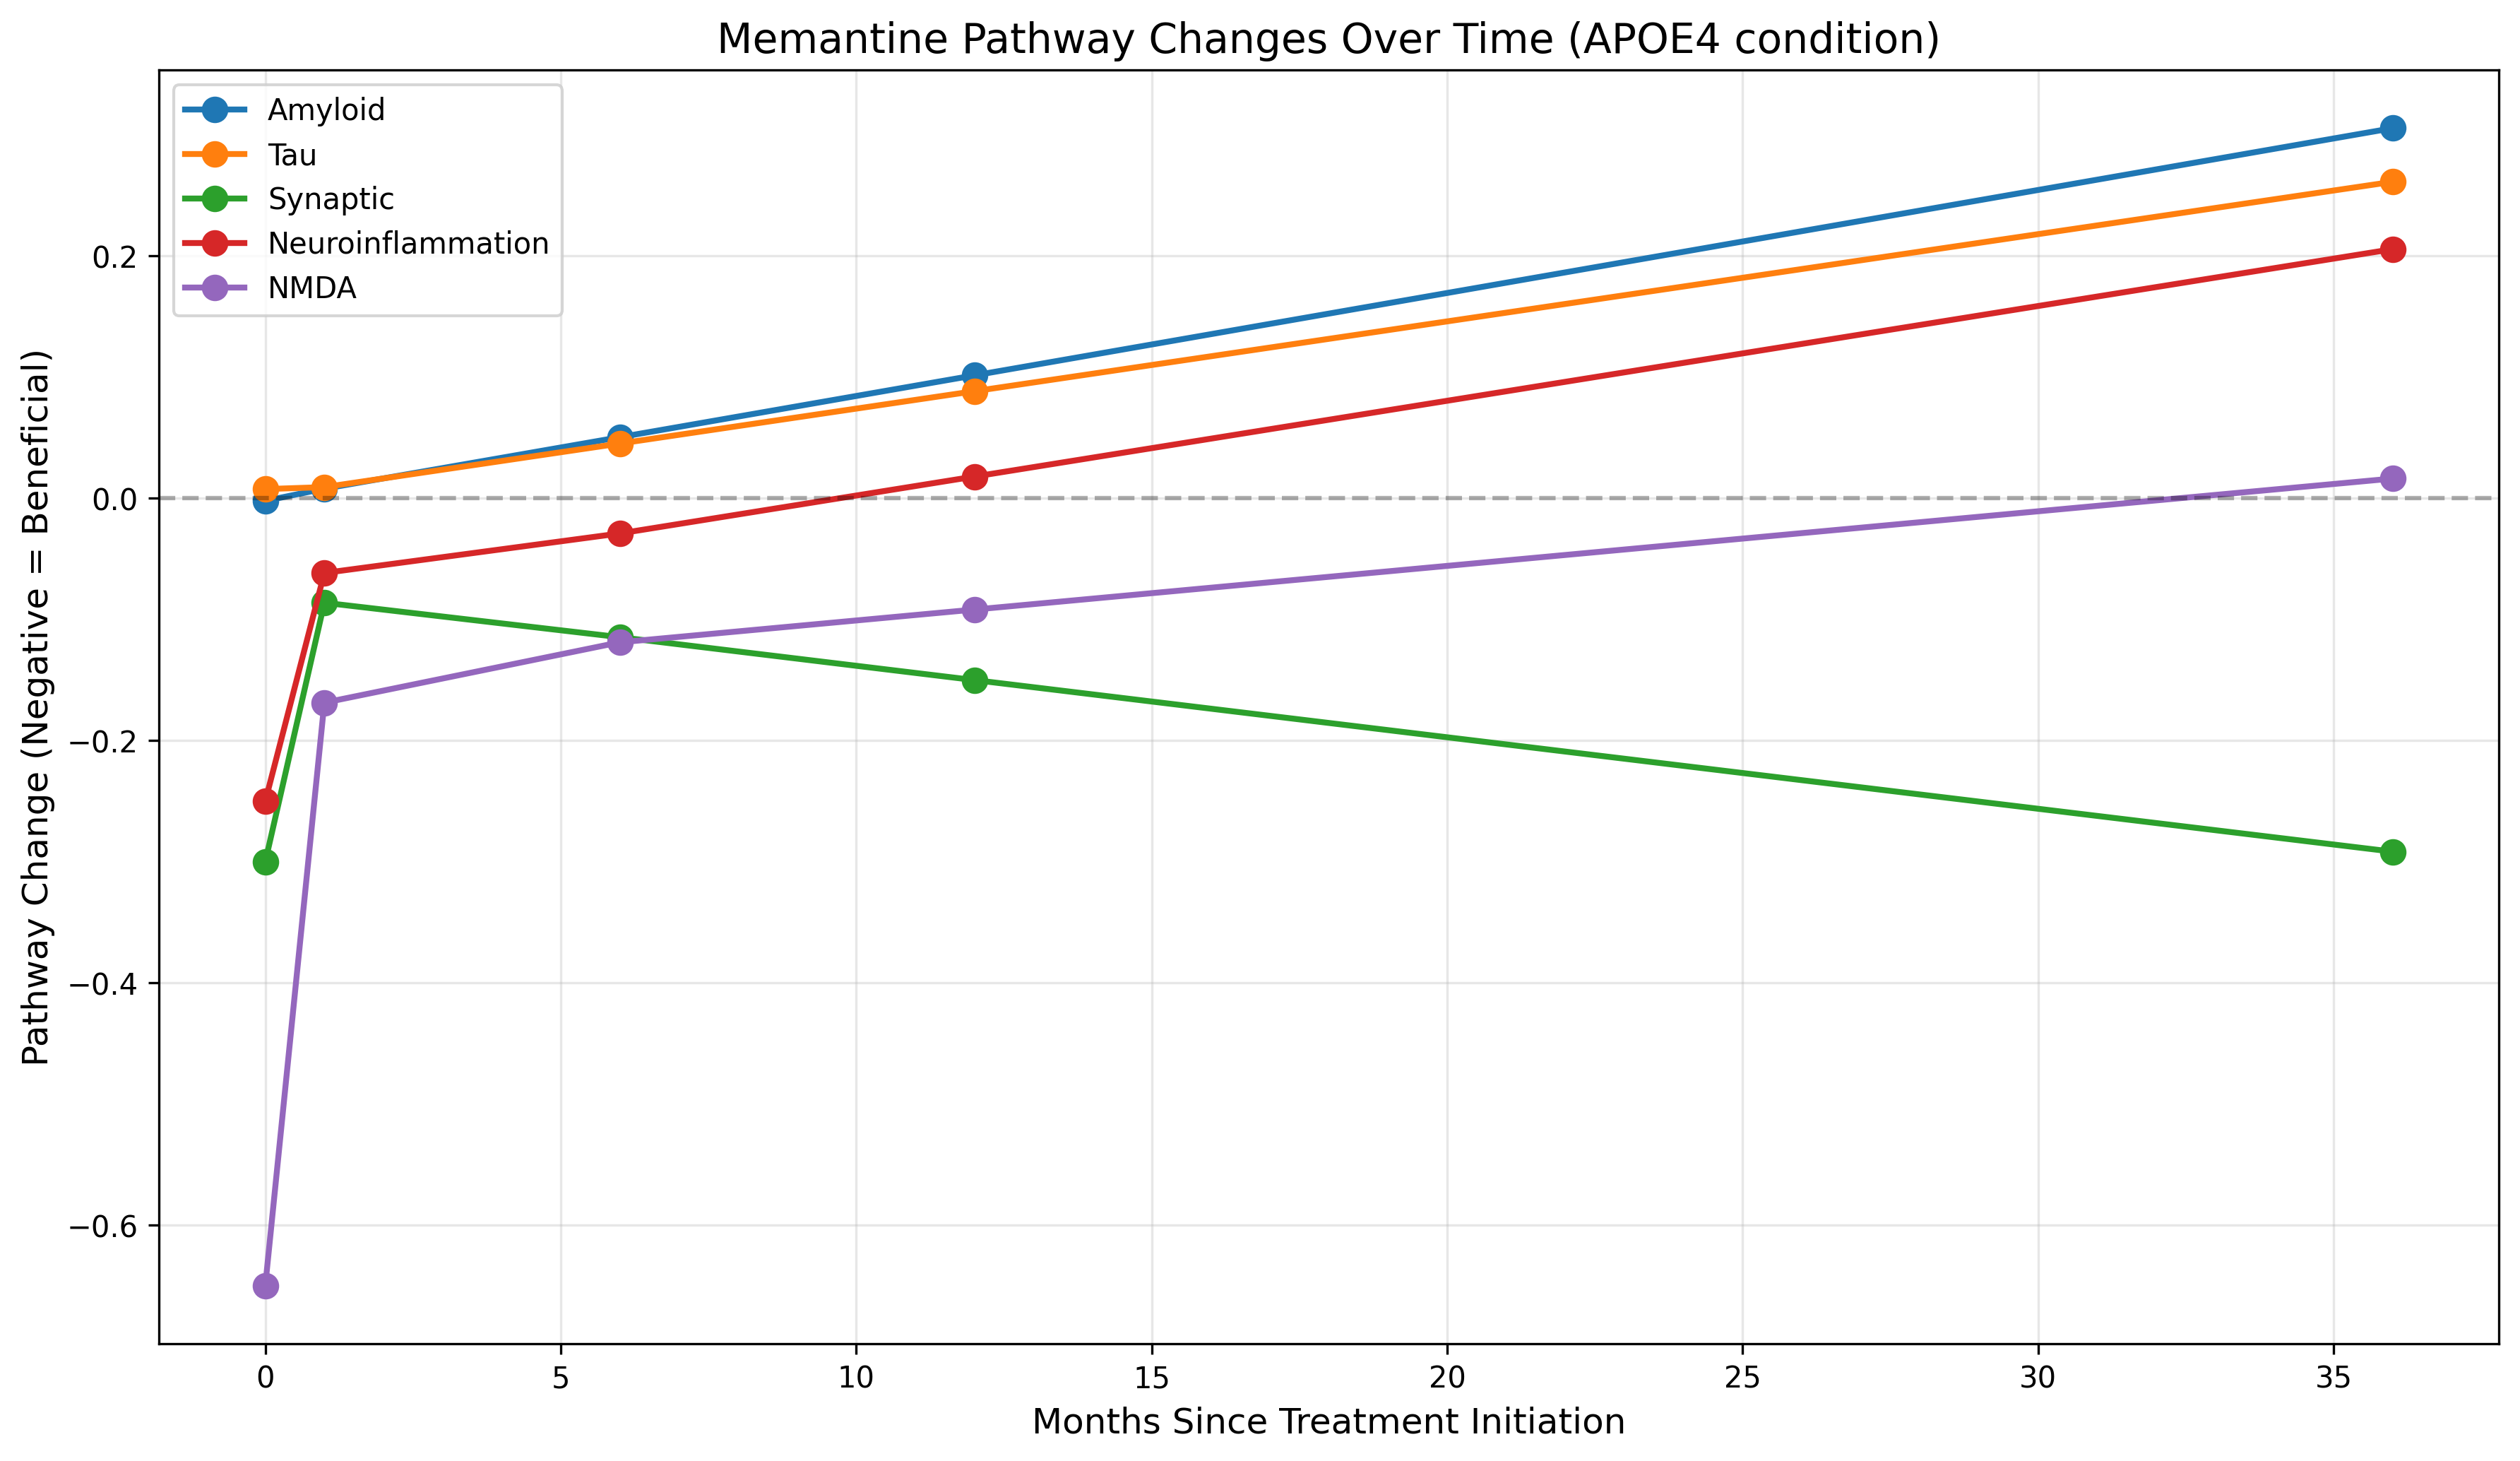 Memantine Pathway Changes Over Time (APOE4 condition)
Amyloid
Tau
Synaptic
Neuroinflammation
NMDA
Pathway Change (Negative = Beneficial)
0.2
0.0
−0.2
−0.4
−0.6
0 5 10 15 20 25 30 35
Months Since Treatment Initiation